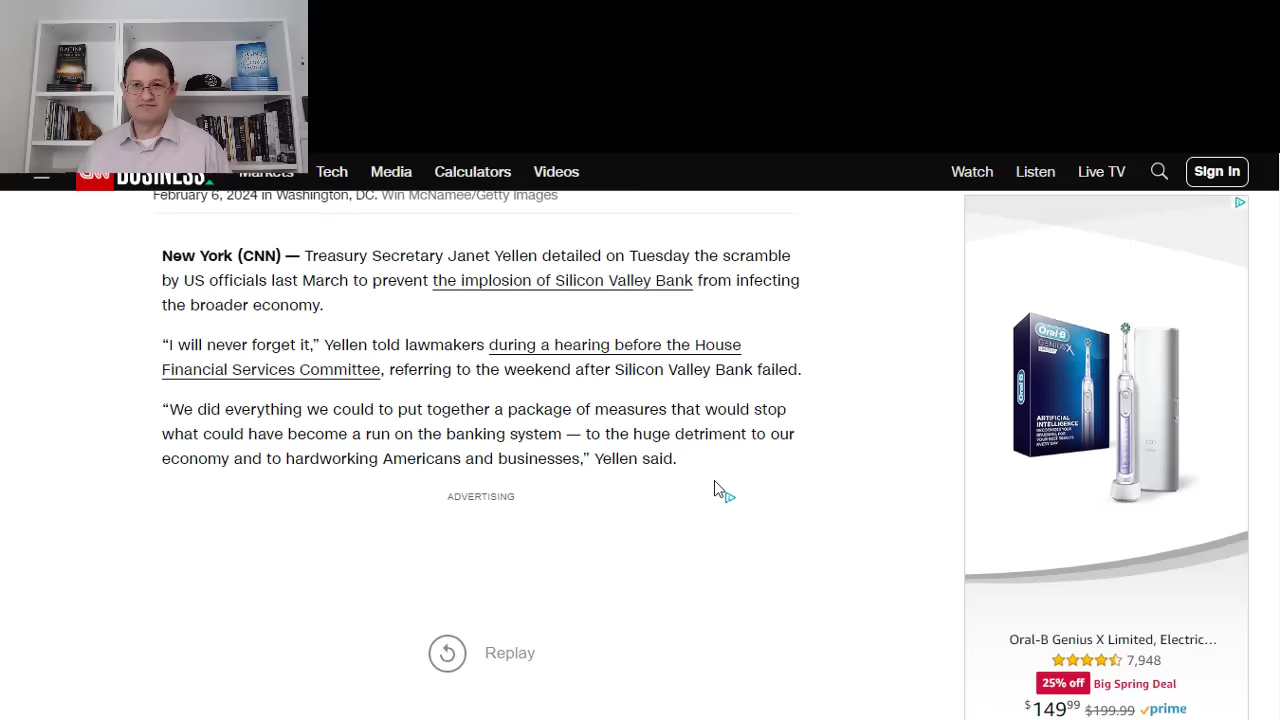 Markets Tech Media Calculators Videos Watch Listen Live TV Sign In
BUSINESS
February 6, 2024 in Washington, DC. Win McNamee/Getty Images
New York (CNN) — Treasury Secretary Janet Yellen detailed on Tuesday the scramble
by US officials last March to prevent the implosion of Silicon Valley Bank from infecting
the broader economy.
“I will never forget it,” Yellen told lawmakers during a hearing before the House
Financial Services Committee, referring to the weekend after Silicon Valley Bank failed.
“We did everything we could to put together a package of measures that would stop
what could have become a run on the banking system — to the huge detriment to our
economy and to hardworking Americans and businesses,” Yellen said.
ADVERTISING
Replay
Oral-B
GENIUS X
ARTIFICIAL
INTELLIGENCE
Oral-B
Oral-B Genius X Limited, Electric...
7,948
25% off Big Spring Deal
$149.99 $199.99 prime